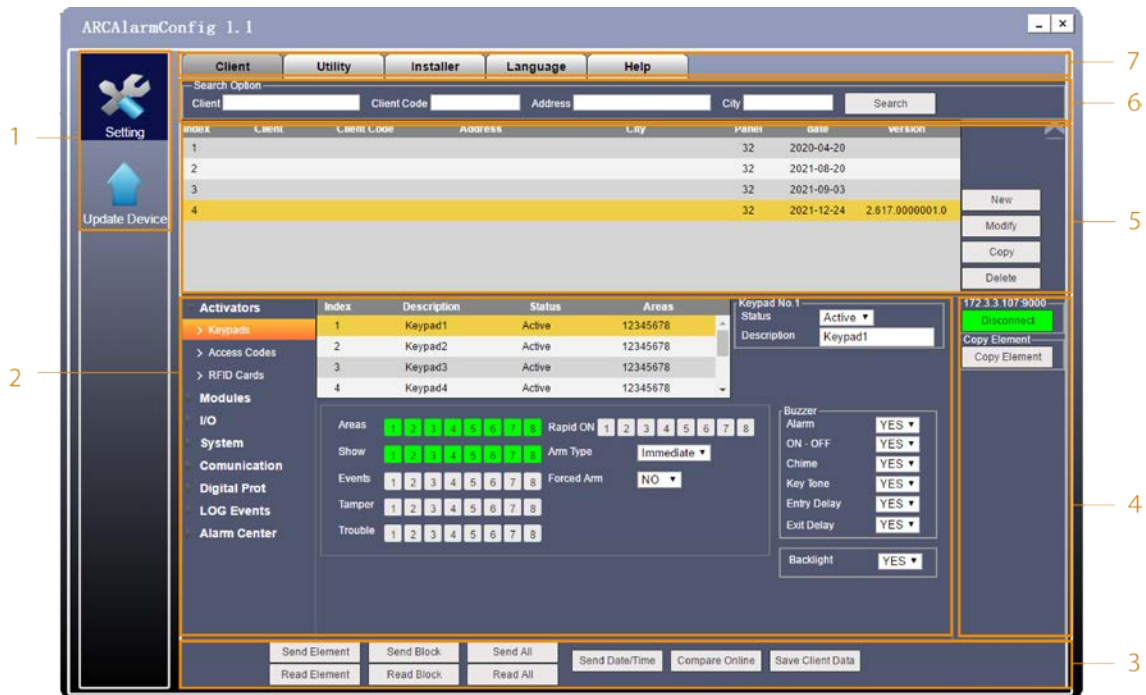 ARCAlarmConfig 1.1
Client Utility Installer Language Help
7
Search Option
Client Client Code Address City Search
6
Setting
1
Index Client Client Code Address City Panel date version
1 32 2020-04-20
2 32 2021-08-20
3 32 2021-09-03
4 32 2021-12-24 2.617.0000001.0
Update Device
New
Modify
Copy
Delete
5
Activators
> Keypads
> Access Codes
> RFID Cards
Modules
I/O
System
Comunication
Digital Prot
LOG Events
Alarm Center
2
Index Description Status Areas
1 Keypad1 Active 12345678
2 Keypad2 Active 12345678
3 Keypad3 Active 12345678
4 Keypad4 Active 12345678
Keypad No.1
Status Active
Description Keypad1
172.3.3.107:9000
Disconnect
Copy Element
Copy Element
4
Areas 1 2 3 4 5 6 7 8 Rapid ON 1 2 3 4 5 6 7 8
Show 1 2 3 4 5 6 7 8 Arm Type Immediate
Events 1 2 3 4 5 6 7 8 Forced Arm NO
Tamper 1 2 3 4 5 6 7 8
Trouble 1 2 3 4 5 6 7 8
Buzzer
Alarm YES
ON - OFF YES
Chime YES
Key Tone YES
Entry Delay YES
Exit Delay YES
Backlight YES
Send Element Send Block Send All Send Date/Time Compare Online Save Client Data
Read Element Read Block Read All
3